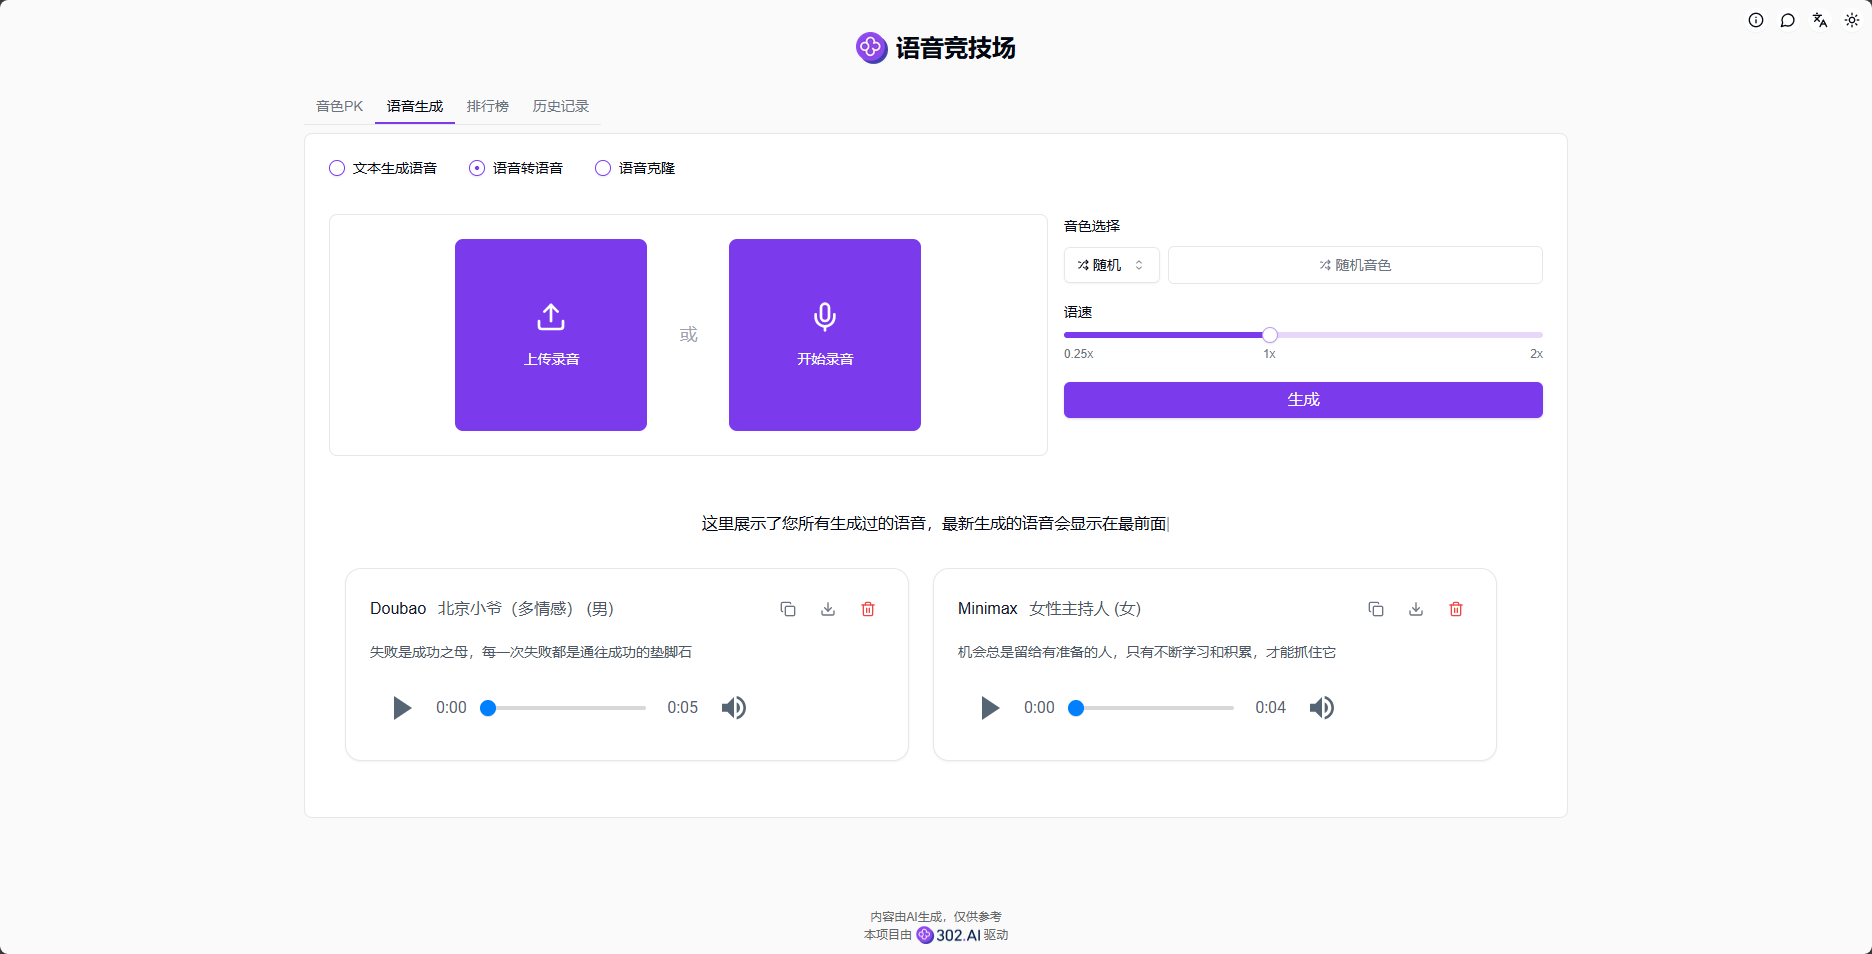 语音竞技场
音色PK 语音生成 排行榜 历史记录
文本生成语音 语音转语音 语音克隆
上传录音
或
开始录音
音色选择
随机 随机音色
语速
0.25x 1x 2x
生成
这里展示了您所有生成过的语音，最新生成的语音会显示在最前面
Doubao 北京小爷（多情感） (男)
失败是成功之母，每一次失败都是通往成功的垫脚石
0:00 0:05
Minimax 女性主持人 (女)
机会总是留给有准备的人，只有不断学习和积累，才能抓住它
0:00 0:04
内容由AI生成，仅供参考
本项目由 302.AI 驱动